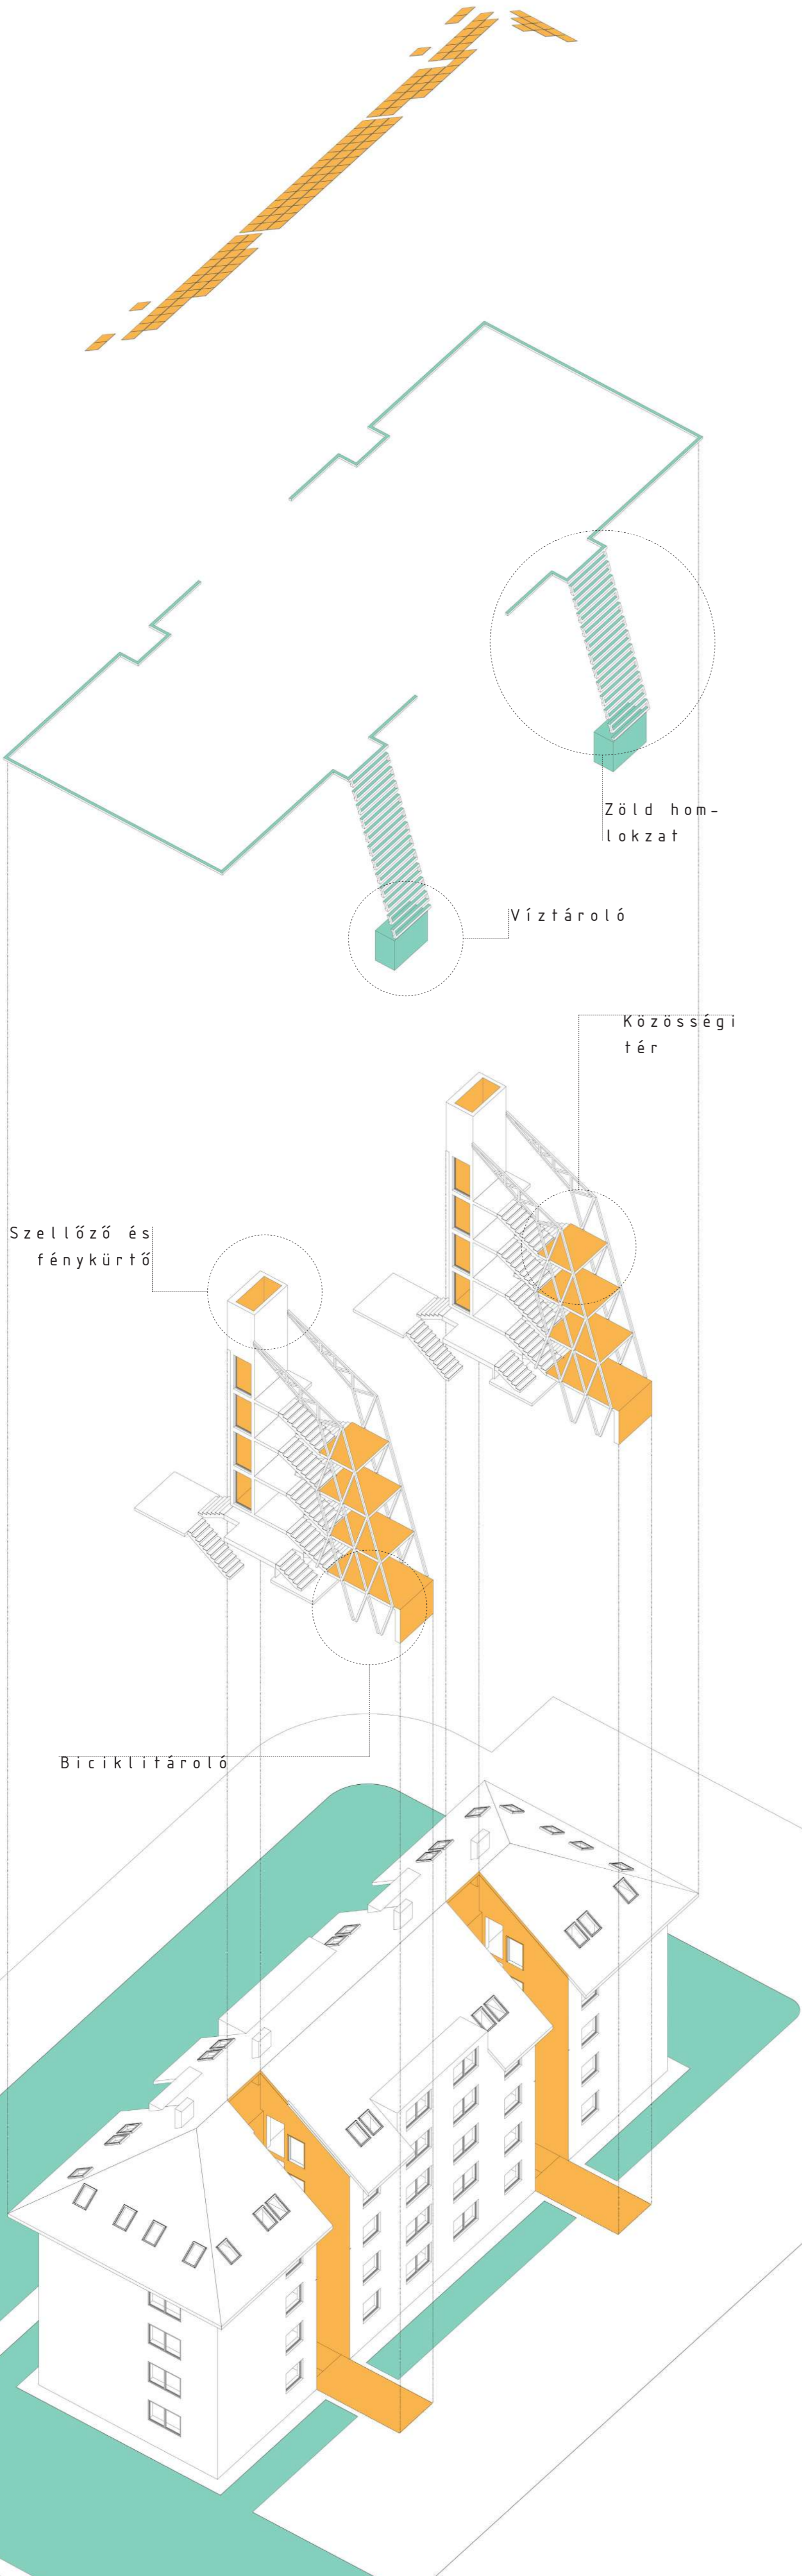 Zöld hom-
lokzat
Víztároló
Közösségi
tér
Szellőző és
fénykürtő
Biciklitároló